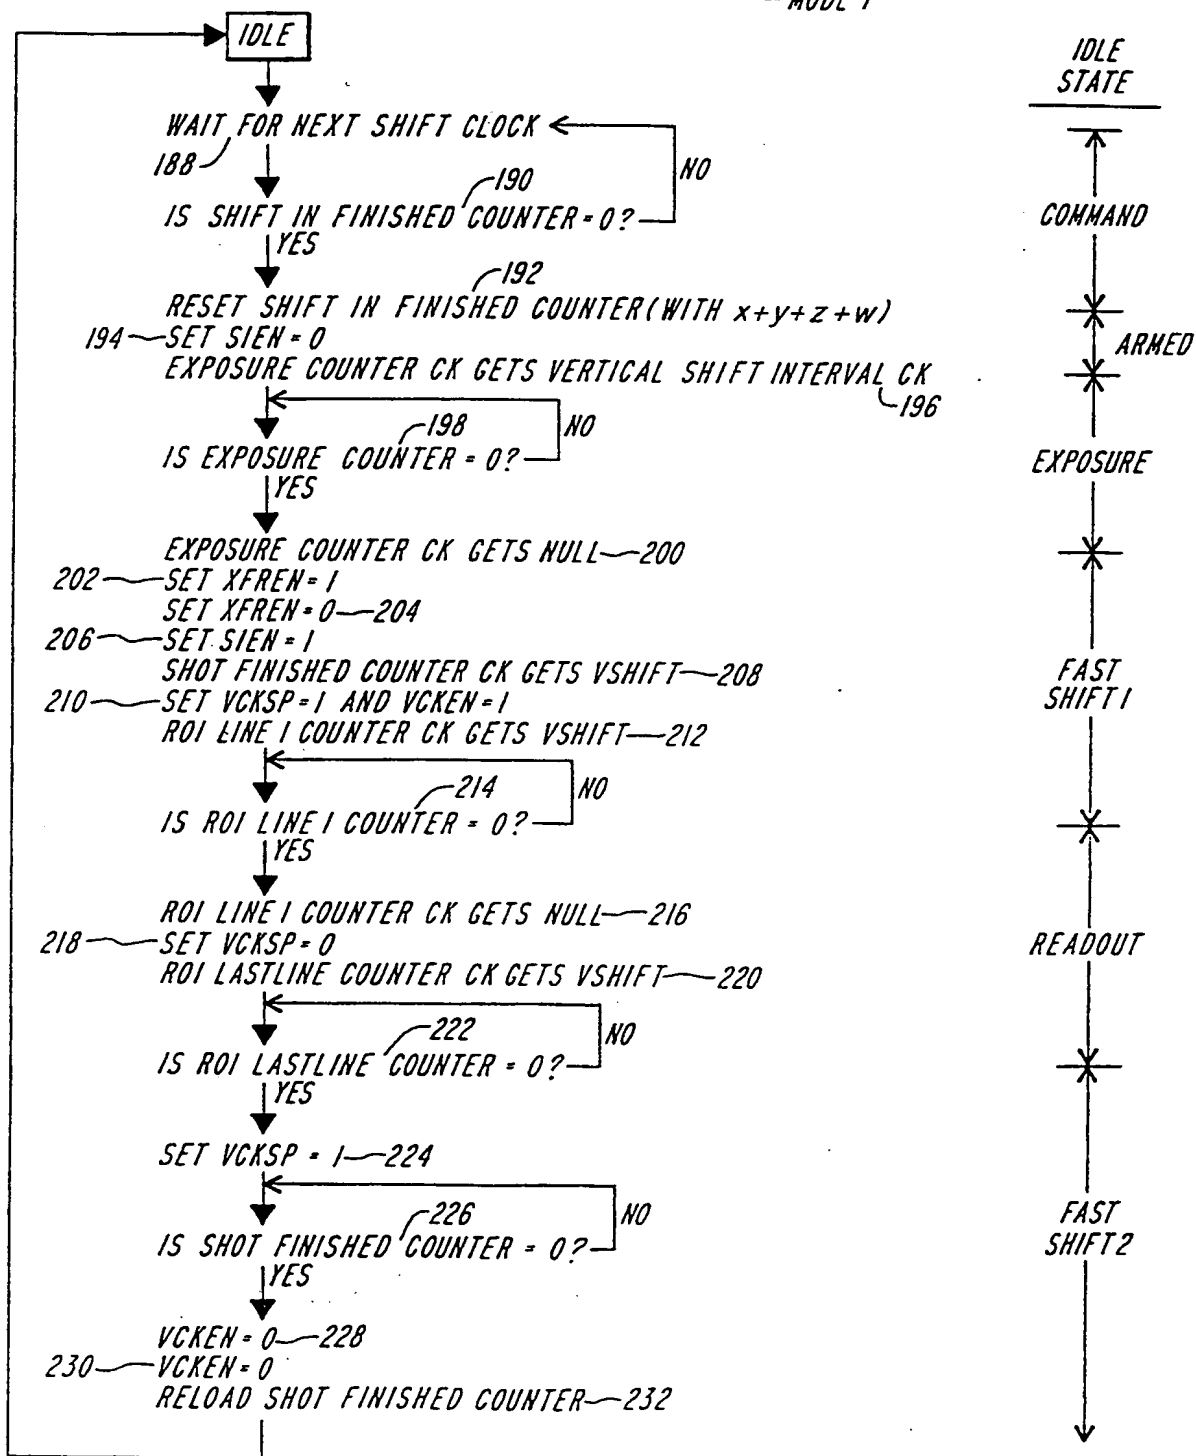 MODE 1
IDLE
IDLE
STATE
WAIT FOR NEXT SHIFT CLOCK
188
NO
190
IS SHIFT IN FINISHED COUNTER = 0?
COMMAND
YES
192
RESET SHIFT IN FINISHED COUNTER (WITH x+y+z+w)
194 SET SIEN = 0
ARMED
EXPOSURE COUNTER CK GETS VERTICAL SHIFT INTERVAL CK
196
198
NO
IS EXPOSURE COUNTER = 0?
EXPOSURE
YES
EXPOSURE COUNTER CK GETS NULL 200
202 SET XFREN = 1
SET XFREN = 0 204
206 SET SIEN = 1
SHOT FINISHED COUNTER CK GETS VSHIFT 208
FAST
SHIFT 1
210 SET VCKSP = 1 AND VCKEN = 1
ROI LINE 1 COUNTER CK GETS VSHIFT 212
214
NO
IS ROI LINE 1 COUNTER = 0?
YES
ROI LINE 1 COUNTER CK GETS NULL 216
218 SET VCKSP = 0
READOUT
ROI LASTLINE COUNTER CK GETS VSHIFT 220
222
NO
IS ROI LASTLINE COUNTER = 0?
YES
SET VCKSP = 1 224
226
NO
IS SHOT FINISHED COUNTER = 0?
FAST
SHIFT 2
YES
VCKEN = 0 228
230 VCKEN = 0
RELOAD SHOT FINISHED COUNTER 232